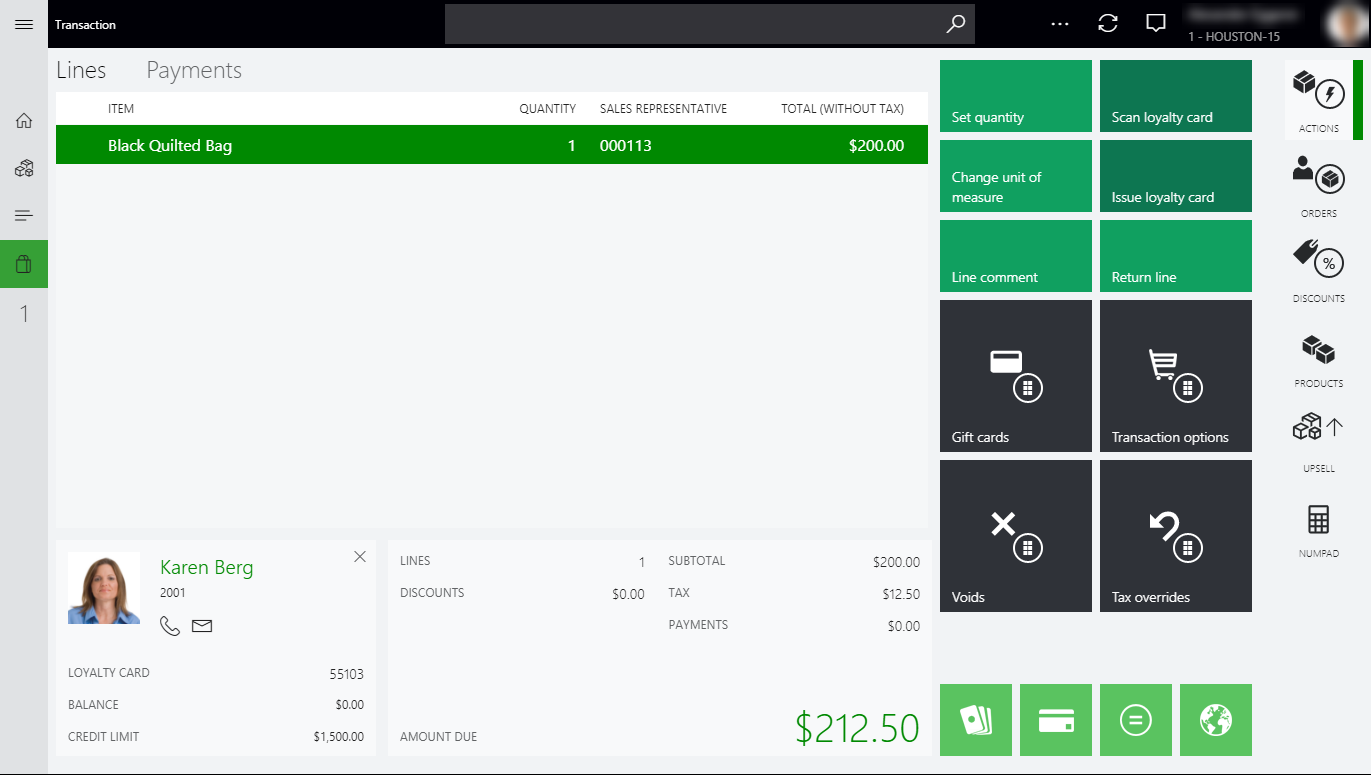 Transaction
1 - HOUSTON-15
Lines Payments
ITEM QUANTITY SALES REPRESENTATIVE TOTAL (WITHOUT TAX)
Black Quilted Bag 1 000113 $200.00
1
Karen Berg
2001
LOYALTY CARD 55103
BALANCE $0.00
CREDIT LIMIT $1,500.00
LINES 1
DISCOUNTS $0.00
SUBTOTAL $200.00
TAX $12.50
PAYMENTS $0.00
AMOUNT DUE $212.50
Set quantity
Scan loyalty card
Change unit of
measure
Issue loyalty card
Line comment
Return line
Gift cards
Transaction options
Voids
Tax overrides
ACTIONS
ORDERS
%
DISCOUNTS
PRODUCTS
UPSELL
NUMPAD